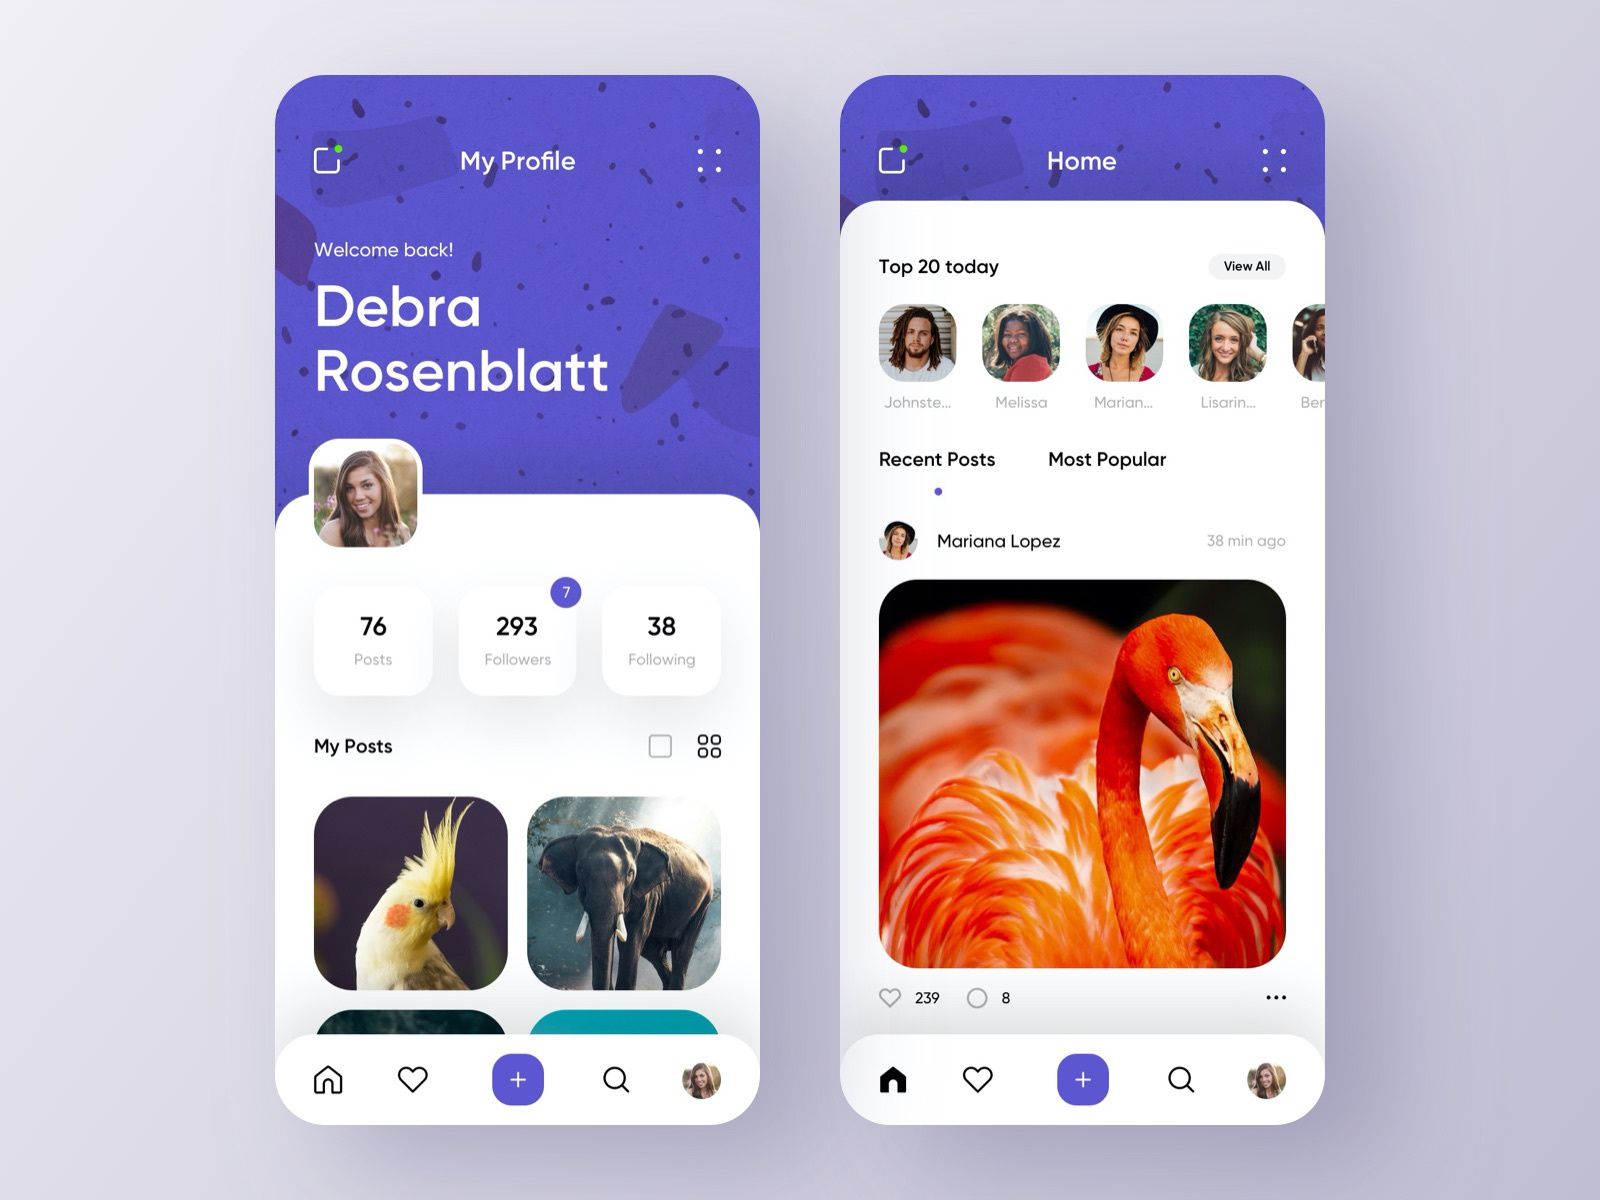 My Profile
Welcome back!
Debra
Rosenblatt
7
76
293
38
Posts
Followers
Following
My Posts
Home
Top 20 today
View All
Johnste...
Melissa
Marian...
Lisarin...
Ber
Recent Posts
Most Popular
Mariana Lopez
38 min ago
239
8